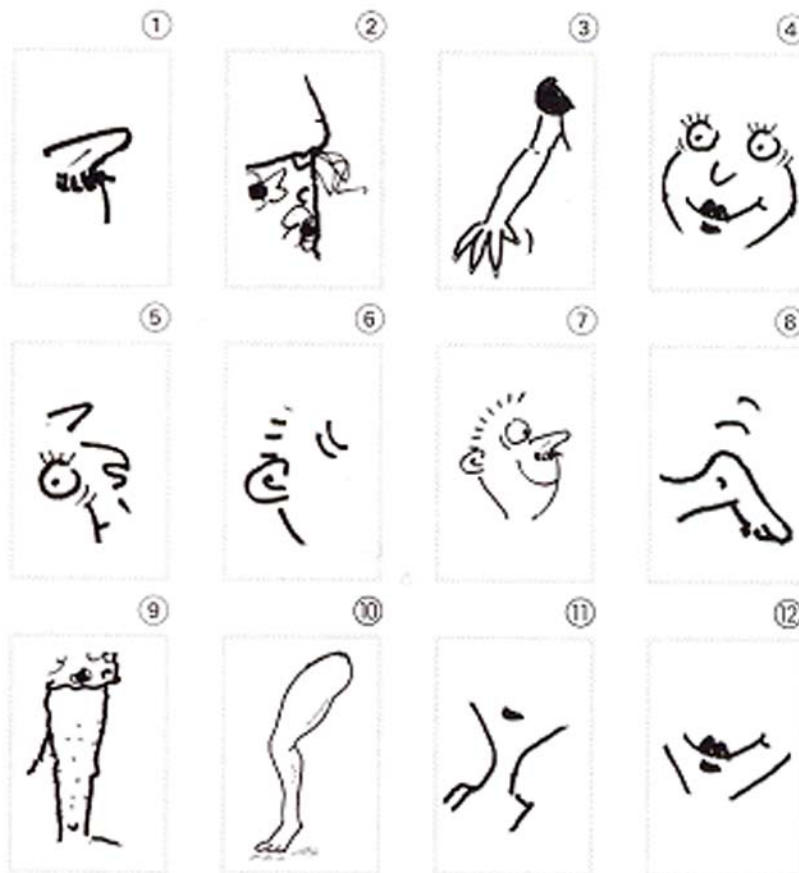 ① ② ③ ④
⑤ ⑥ ⑦ ⑧
⑨ ⑩ ⑪ ⑫